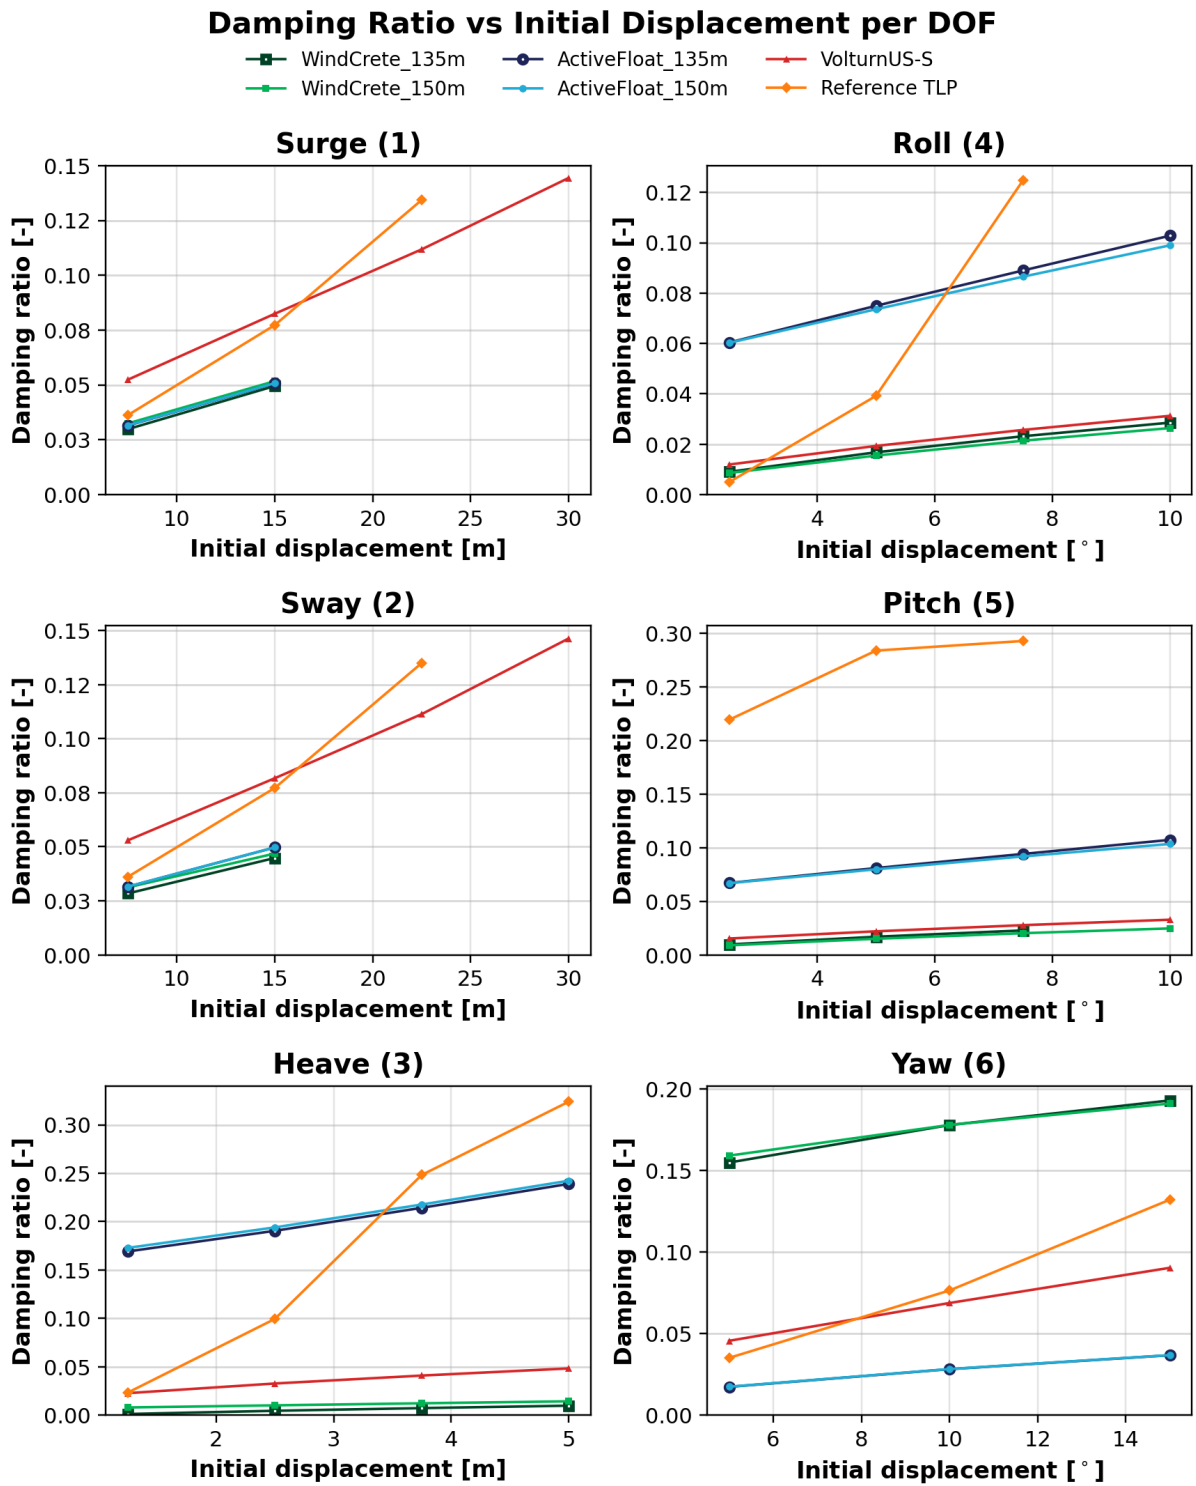 Damping Ratio vs Initial Displacement per DOF
WindCrete_135m ActiveFloat_135m VolturnUS-S
WindCrete_150m ActiveFloat_150m Reference TLP
Surge (1)
Damping ratio [-]
0.15
0.12
0.10
0.08
0.05
0.03
0.00
10 15 20 25 30
Initial displacement [m]
Roll (4)
Damping ratio [-]
0.12
0.10
0.08
0.06
0.04
0.02
0.00
4 6 8 10
Initial displacement [°]
Sway (2)
Damping ratio [-]
0.15
0.12
0.10
0.08
0.05
0.03
0.00
10 15 20 25 30
Initial displacement [m]
Pitch (5)
Damping ratio [-]
0.30
0.25
0.20
0.15
0.10
0.05
0.00
4 6 8 10
Initial displacement [°]
Heave (3)
Damping ratio [-]
0.30
0.25
0.20
0.15
0.10
0.05
0.00
2 3 4 5
Initial displacement [m]
Yaw (6)
Damping ratio [-]
0.20
0.15
0.10
0.05
0.00
6 8 10 12 14
Initial displacement [°]